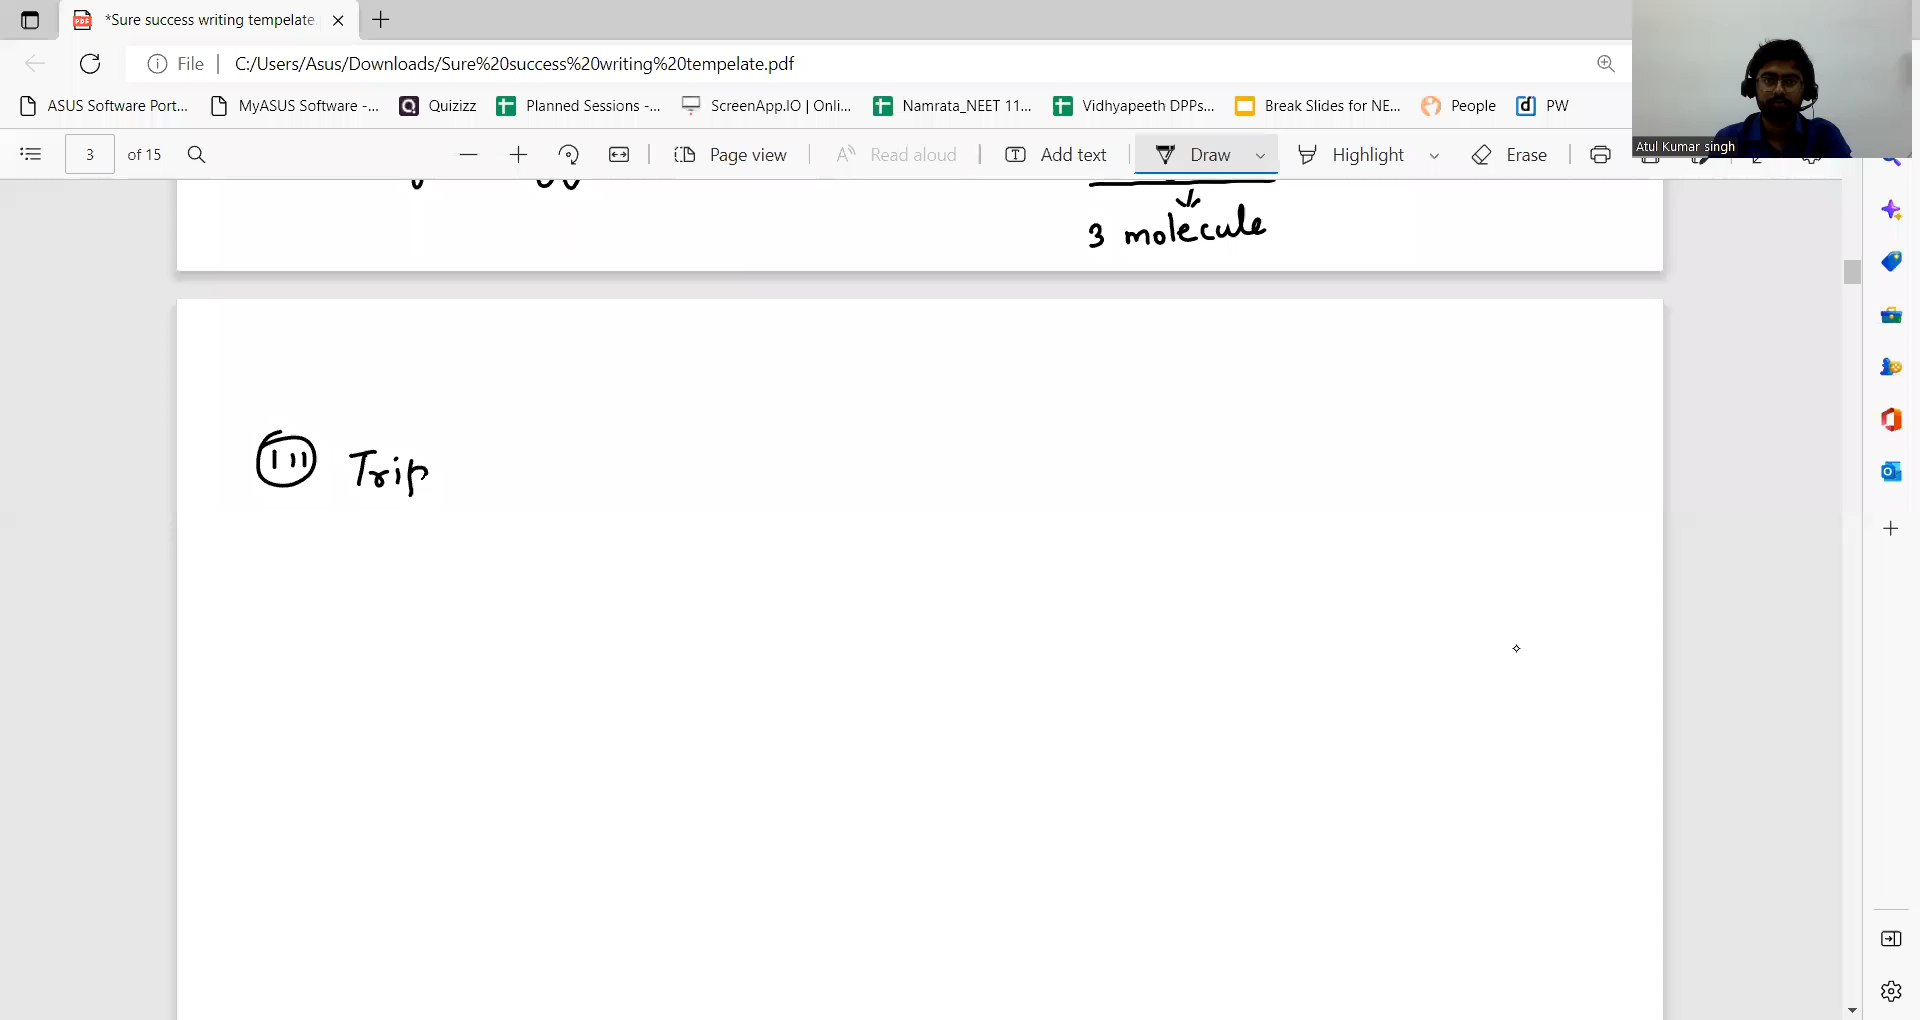 *Sure success writing tempelate
File C:/Users/Asus/Downloads/Sure%20success%20writing%20tempelate.pdf
ASUS Software Port... MyASUS Software -... Quizizz Planned Sessions -... ScreenApp.IO | Onli... Namrata_NEET 11... Vidhyapeeth DPPs... Break Slides for NE... People PW
3 of 15 Page view Read aloud Add text Draw Highlight Erase
Atul Kumar singh
3 molecule
III Trip